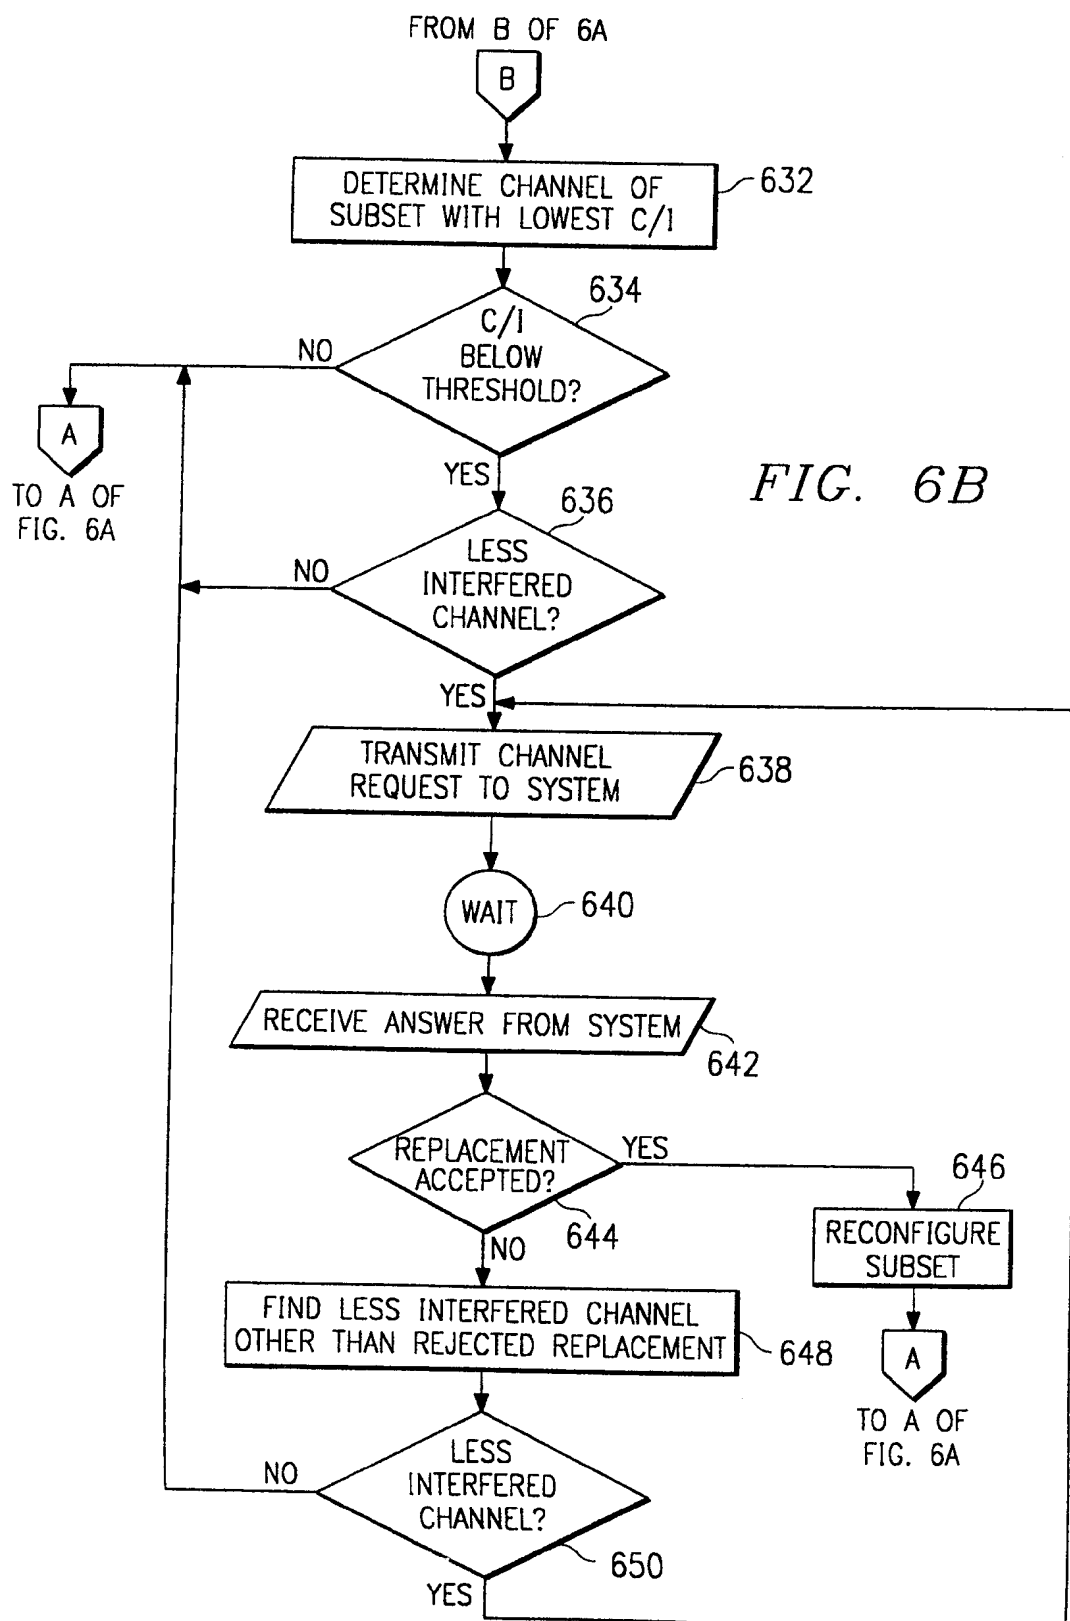 FROM B OF 6A
B
DETERMINE CHANNEL OF
SUBSET WITH LOWEST C/I
632
634
C/I
BELOW
THRESHOLD?
NO
A
TO A OF
FIG. 6A
YES
FIG. 6B
636
LESS
INTERFERED
CHANNEL?
NO
YES
TRANSMIT CHANNEL
REQUEST TO SYSTEM
638
WAIT
640
RECEIVE ANSWER FROM SYSTEM
642
REPLACEMENT
ACCEPTED?
YES
644
646
RECONFIGURE
SUBSET
NO
FIND LESS INTERFERED CHANNEL
OTHER THAN REJECTED REPLACEMENT
648
A
TO A OF
FIG. 6A
LESS
INTERFERED
CHANNEL?
NO
650
YES